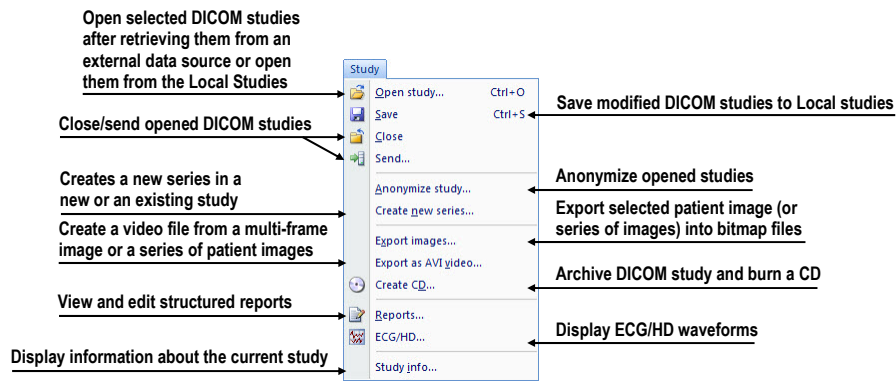 Open selected DICOM studies
after retrieving them from an
external data source or open
them from the Local Studies
Close/send opened DICOM studies
Creates a new series in a
new or an existing study
Create a video file from a multi-frame
image or a series of patient images
View and edit structured reports
Display information about the current study
Study
Open study... Ctrl+O
Save Ctrl+S
Close
Send...
Anonymize study...
Create new series...
Export images...
Export as AVI video...
Create CD...
Reports...
ECG/HD...
Study info...
Save modified DICOM studies to Local studies
Anonymize opened studies
Export selected patient image (or
series of images) into bitmap files
Archive DICOM study and burn a CD
Display ECG/HD waveforms